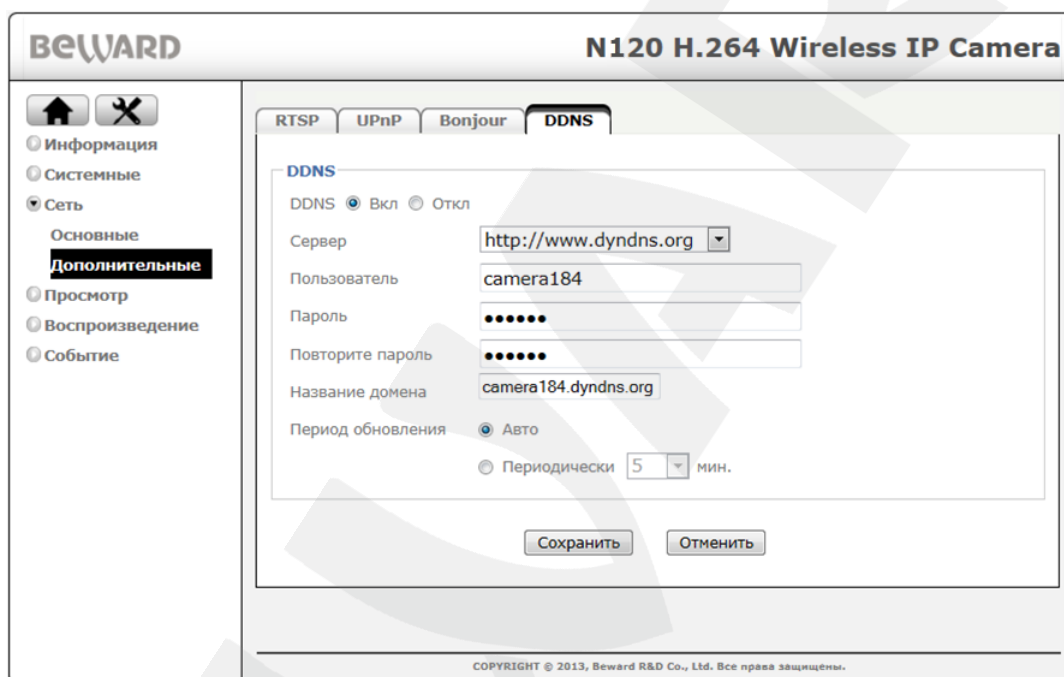 BEWARD
N120 H.264 Wireless IP Camera
Информация
Системные
Сеть
Основные
Дополнительные
Просмотр
Воспроизведение
Событие
RTSP UPnP Bonjour DDNS
DDNS
DDNS Вкл Откл
Сервер http://www.dyndns.org
Пользователь camera184
Пароль ●●●●●●
Повторите пароль ●●●●●●
Название домена camera184.dyndns.org
Период обновления Авто
Периодически 5 мин.
Сохранить Отменить
COPYRIGHT © 2013, Beward R&D Co., Ltd. Все права защищены.